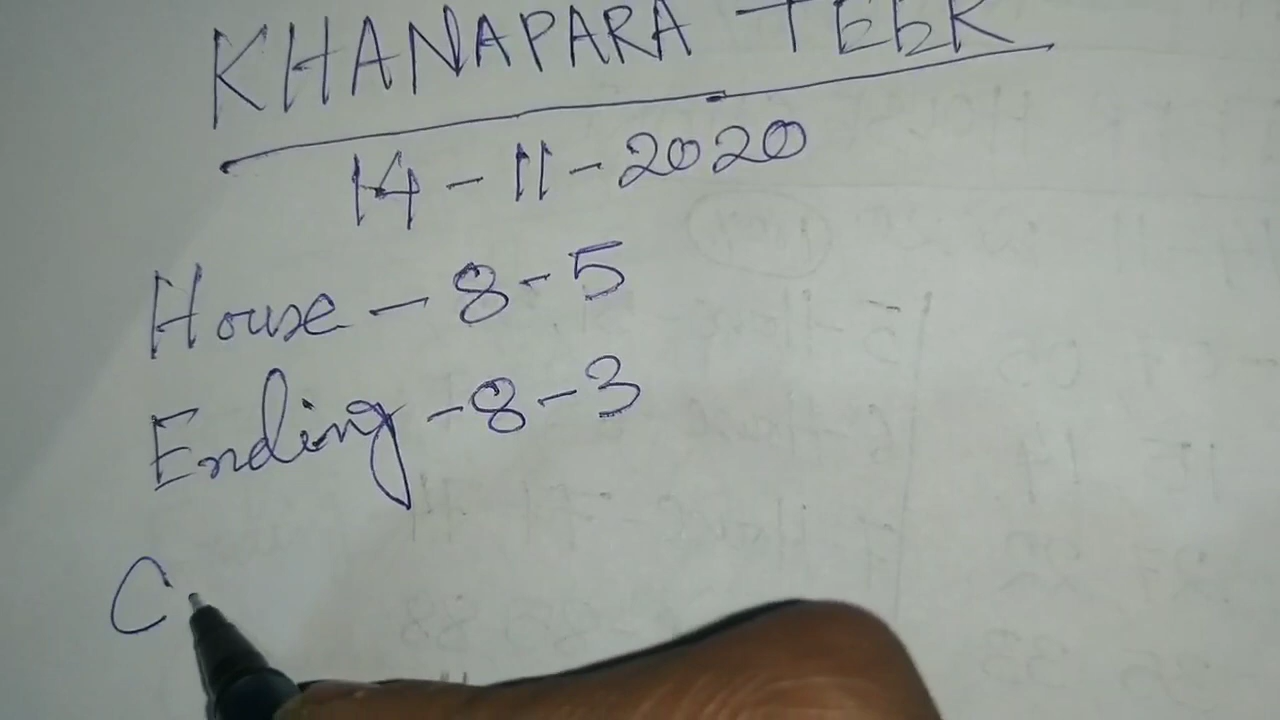 KHANAPARA TEER
14-11-2020
House - 8-5
Ending - 8-3
C